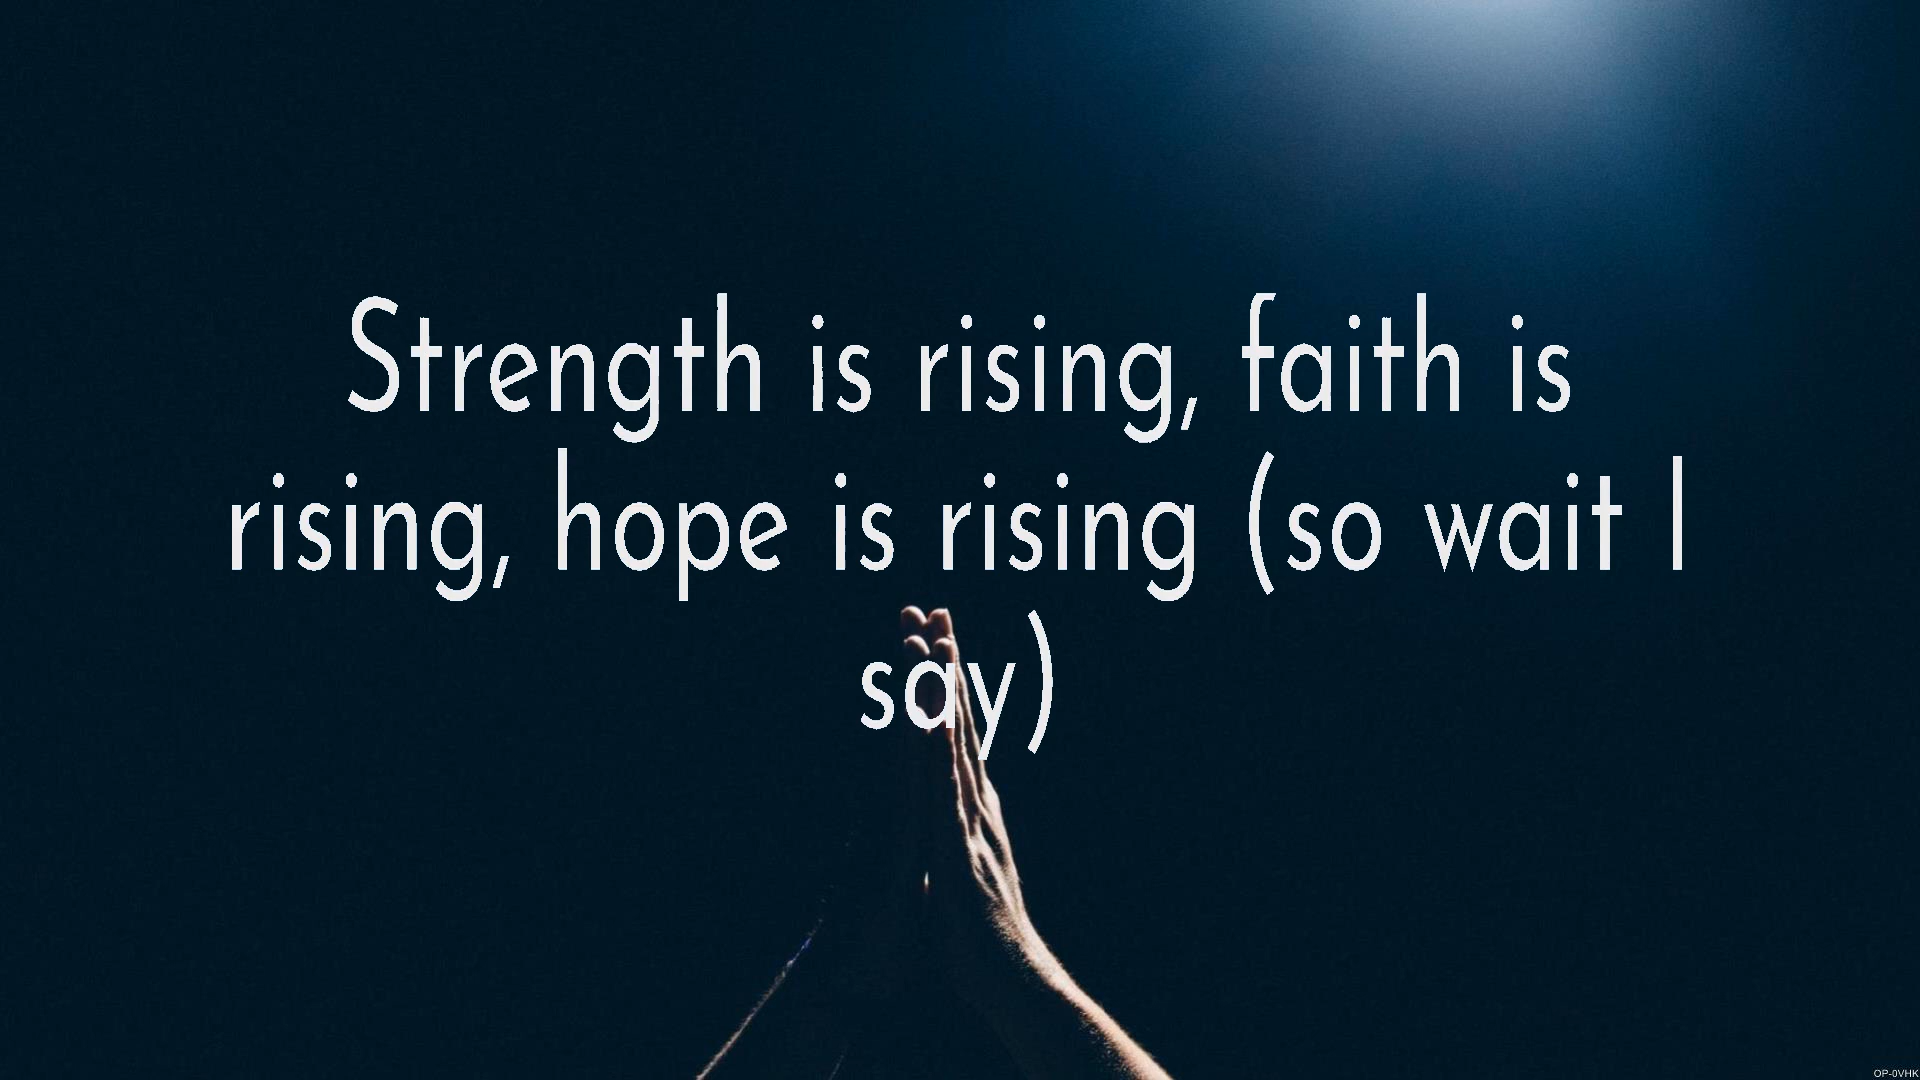 Strength is rising, faith is
rising, hope is rising (so wait I
say)
OP-0VHK